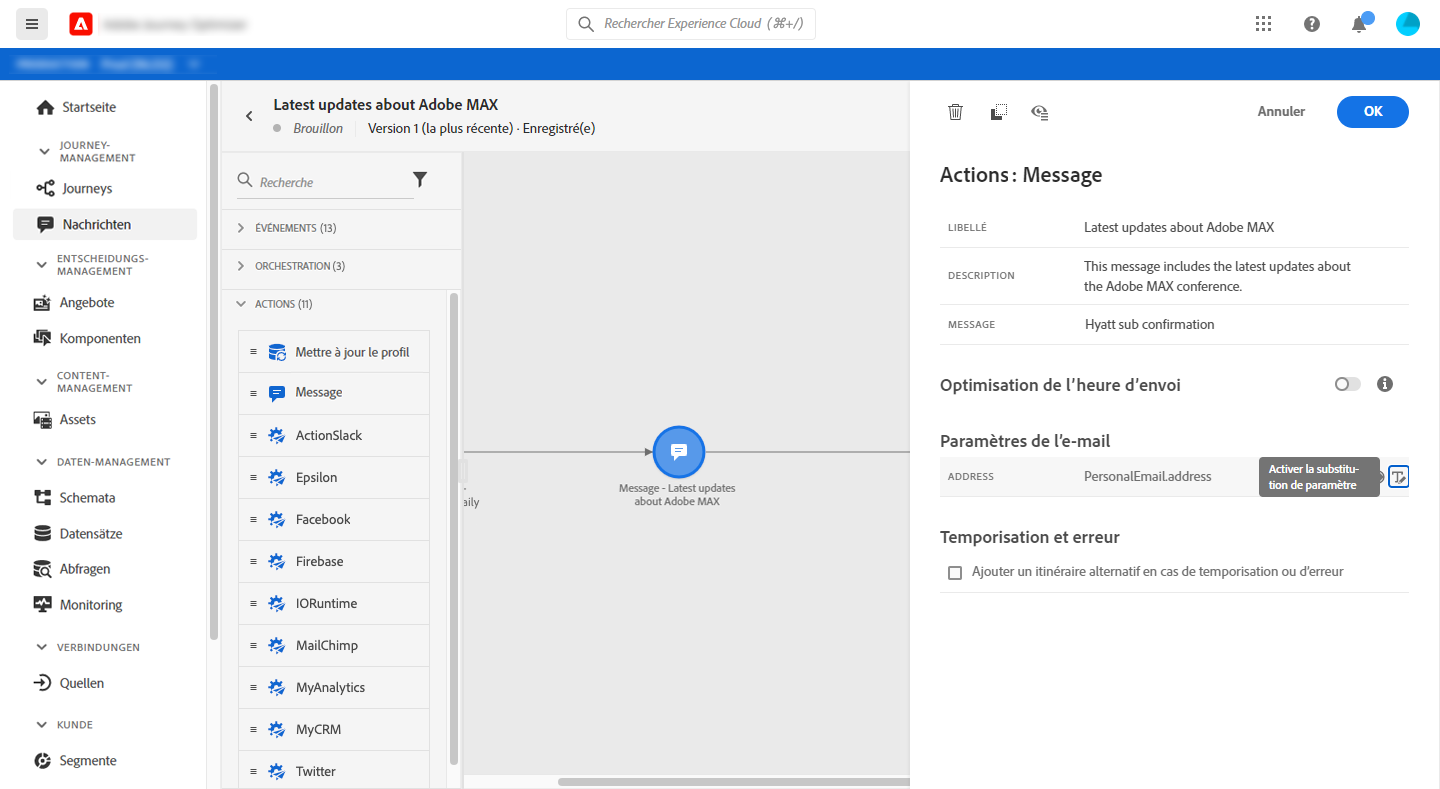 Rechercher Experience Cloud (⌘+/)
Startseite
JOURNEY-
MANAGEMENT
Journeys
Nachrichten
ENTSCHEIDUNGS-
MANAGEMENT
Angebote
Komponenten
CONTENT-
MANAGEMENT
Assets
DATEN-MANAGEMENT
Schemata
Datensätze
Abfragen
Monitoring
VERBINDUNGEN
Quellen
KUNDE
Segmente
Latest updates about Adobe MAX
Brouillon
Version 1 (la plus récente) · Enregistré(e)
Recherche
ÉVÉNEMENTS (13)
ORCHESTRATION (3)
ACTIONS (11)
Mettre à jour le profil
Message
ActionSlack
Epsilon
Facebook
Firebase
IORuntime
MailChimp
MyAnalytics
MyCRM
Twitter
aily
Message - Latest updates
about Adobe MAX
Annuler
OK
Actions : Message
LIBELLÉ
Latest updates about Adobe MAX
DESCRIPTION
This message includes the latest updates about
the Adobe MAX conference.
MESSAGE
Hyatt sub confirmation
Optimisation de l'heure d'envoi
Paramètres de l'e-mail
ADDRESS
PersonalEmail.address
Activer la substitu-
tion de paramètre
Temporisation et erreur
Ajouter un itinéraire alternatif en cas de temporisation ou d'erreur